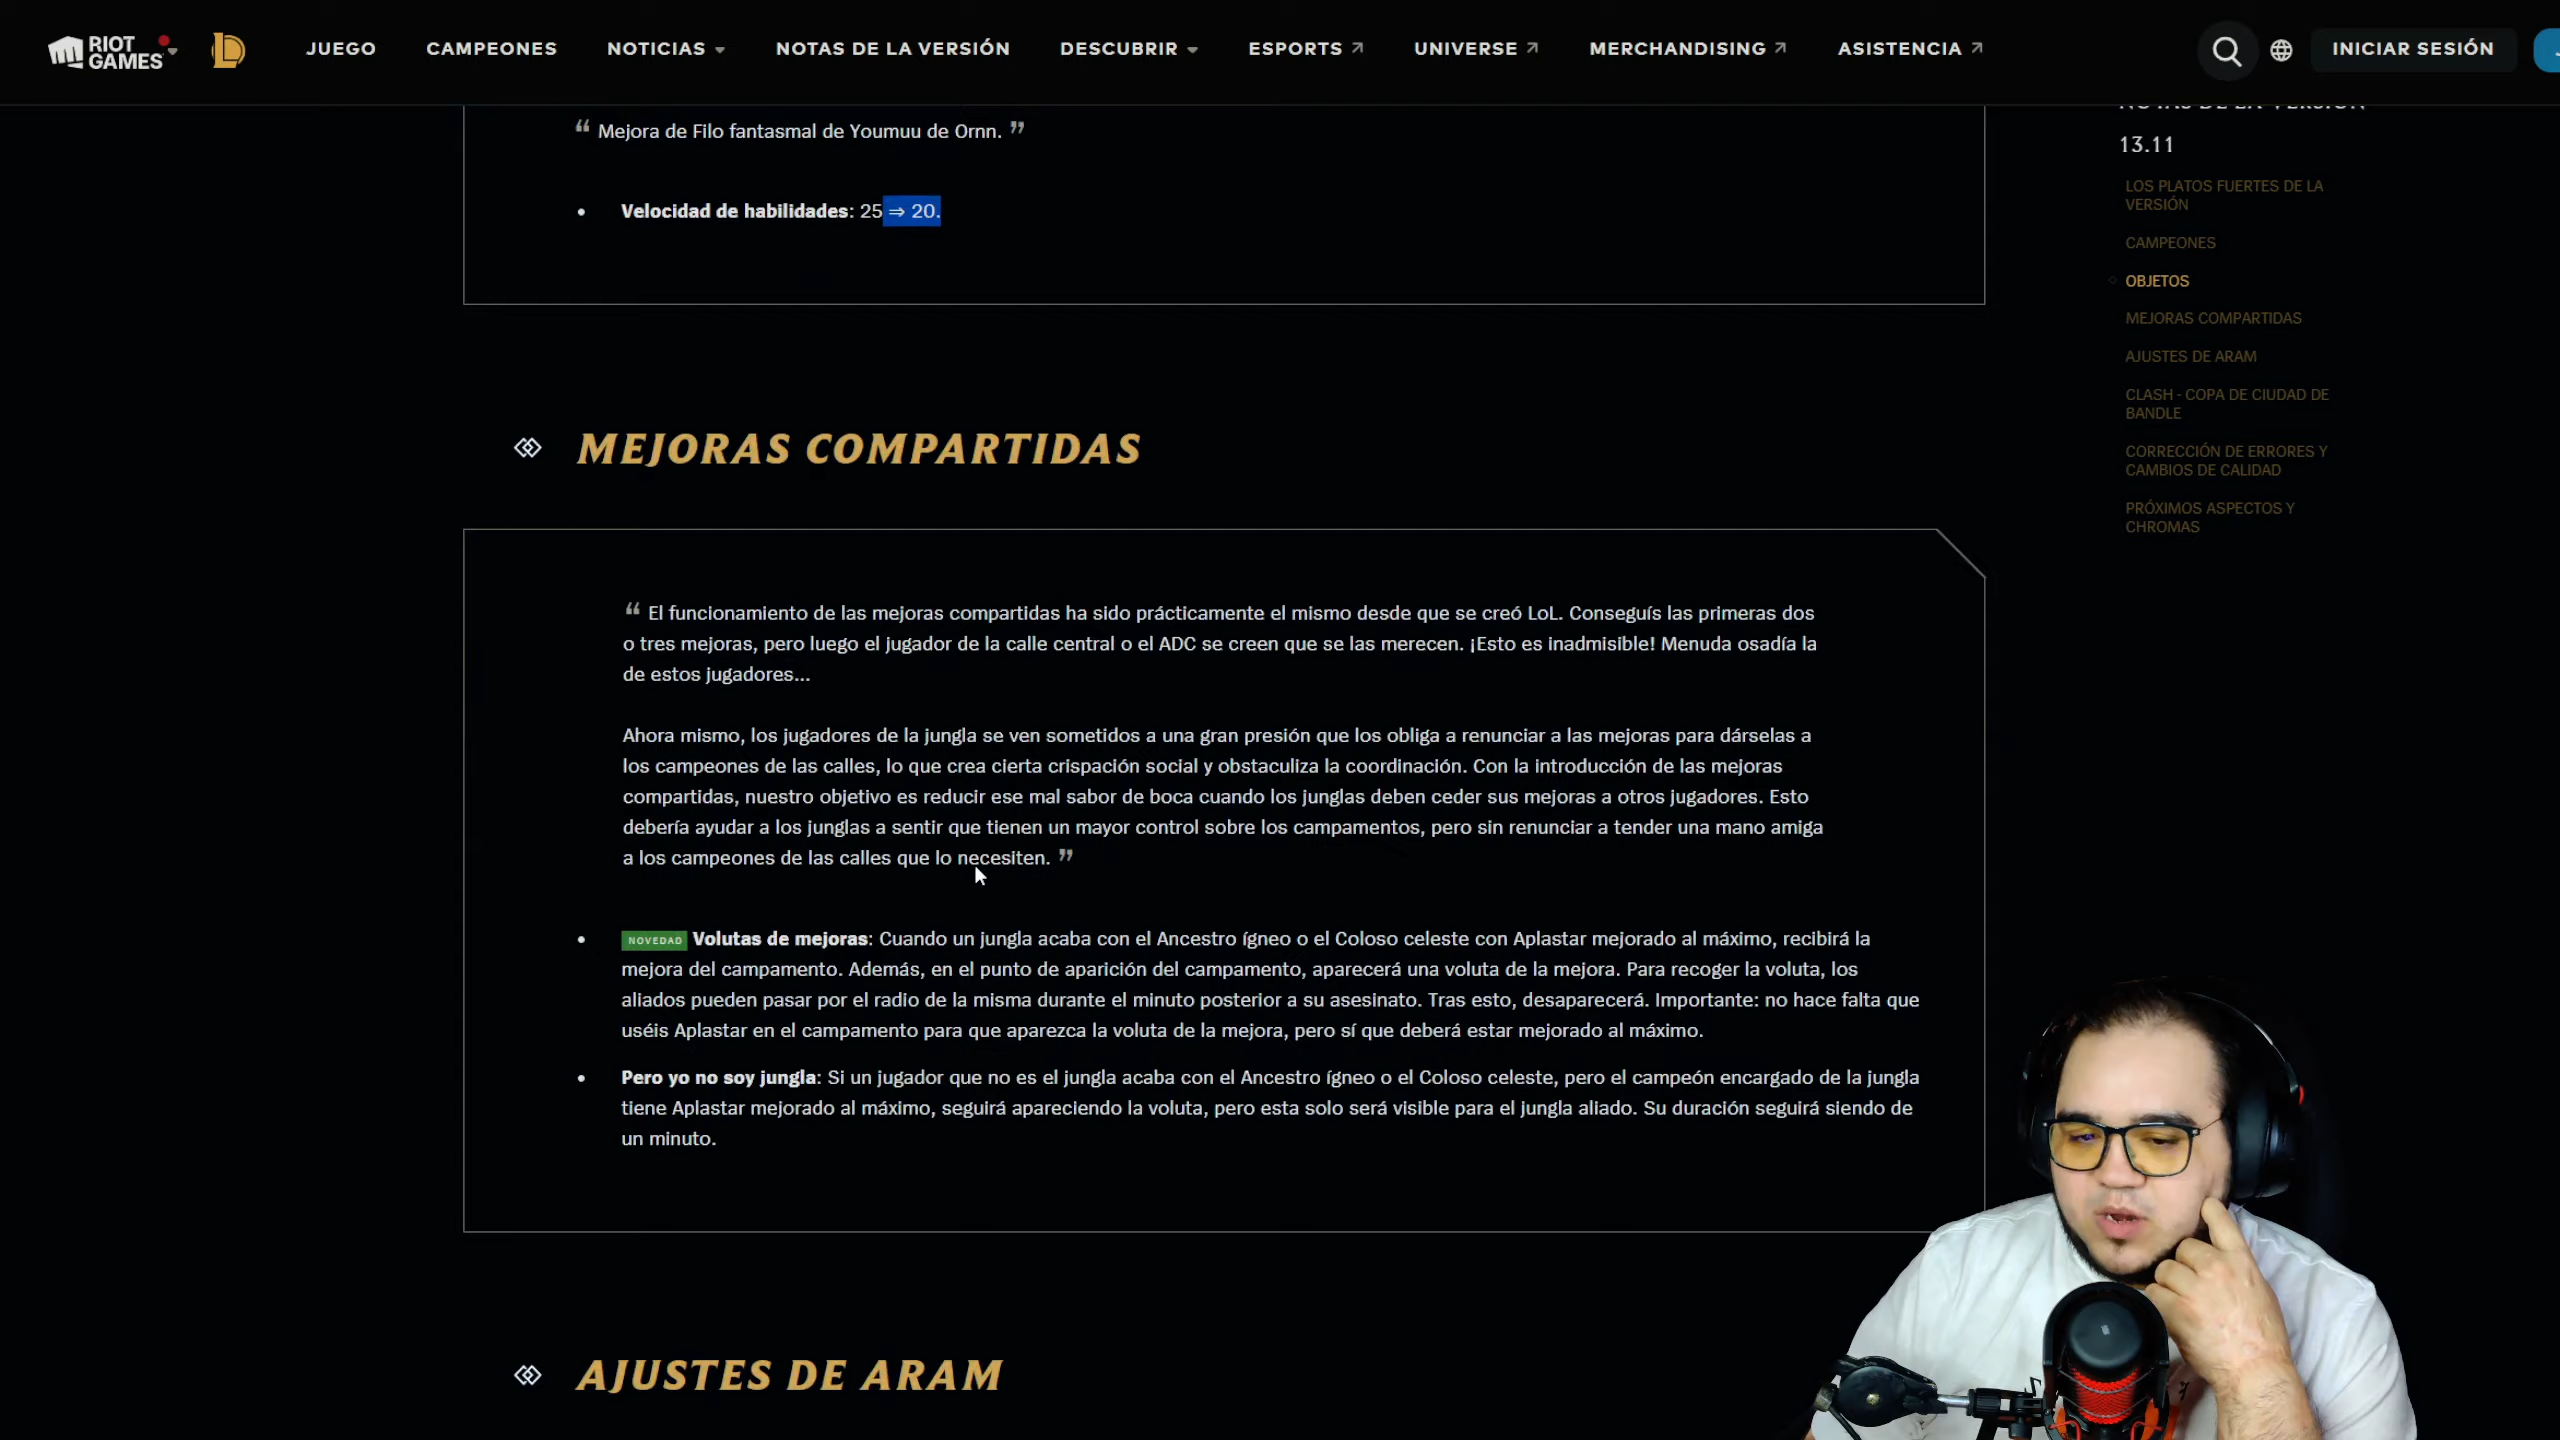 RIOT GAMES
JUEGO
CAMPEONES
NOTICIAS
NOTAS DE LA VERSIÓN
DESCUBRIR
ESPORTS
UNIVERSE
MERCHANDISING
ASISTENCIA
INICIAR SESIÓN
“ Mejora de Filo fantasmal de Youmuu de Ornn. ”
• Velocidad de habilidades: 25 ⇒ 20.
NOTAS DE LA VERSIÓN
13.11
LOS PLATOS FUERTES DE LA
VERSIÓN
CAMPEONES
OBJETOS
MEJORAS COMPARTIDAS
AJUSTES DE ARAM
CLASH - COPA DE CIUDAD DE
BANDLE
CORRECCIÓN DE ERRORES Y
CAMBIOS DE CALIDAD
PRÓXIMOS ASPECTOS Y
CHROMAS
MEJORAS COMPARTIDAS
“ El funcionamiento de las mejoras compartidas ha sido prácticamente el mismo desde que se creó LoL. Conseguís las primeras dos
o tres mejoras, pero luego el jugador de la calle central o el ADC se creen que se las merecen. ¡Esto es inadmisible! Menuda osadía la
de estos jugadores...
Ahora mismo, los jugadores de la jungla se ven sometidos a una gran presión que los obliga a renunciar a las mejoras para dárselas a
los campeones de las calles, lo que crea cierta crispación social y obstaculiza la coordinación. Con la introducción de las mejoras
compartidas, nuestro objetivo es reducir ese mal sabor de boca cuando los junglas deben ceder sus mejoras a otros jugadores. Esto
debería ayudar a los junglas a sentir que tienen un mayor control sobre los campamentos, pero sin renunciar a tender una mano amiga
a los campeones de las calles que lo necesiten. ”
• NOVEDAD Volutas de mejoras: Cuando un jungla acaba con el Ancestro ígneo o el Coloso celeste con Aplastar mejorado al máximo, recibirá la
mejora del campamento. Además, en el punto de aparición del campamento, aparecerá una voluta de la mejora. Para recoger la voluta, los
aliados pueden pasar por el radio de la misma durante el minuto posterior a su asesinato. Tras esto, desaparecerá. Importante: no hace falta que
uséis Aplastar en el campamento para que aparezca la voluta de la mejora, pero sí que deberá estar mejorado al máximo.
• Pero yo no soy jungla: Si un jugador que no es el jungla acaba con el Ancestro ígneo o el Coloso celeste, pero el campeón encargado de la jungla
tiene Aplastar mejorado al máximo, seguirá apareciendo la voluta, pero esta solo será visible para el jungla aliado. Su duración seguirá siendo de
un minuto.
AJUSTES DE ARAM